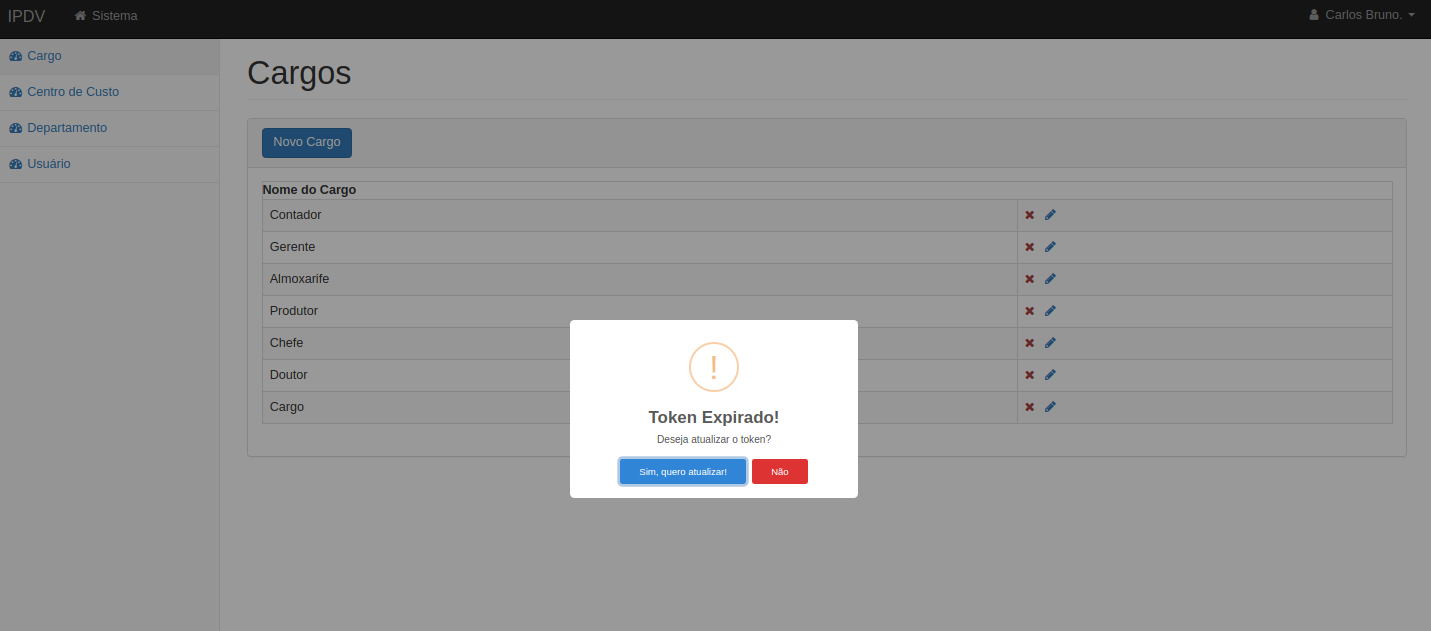 IPDV Sistema Carlos Bruno.
Cargo
Centro de Custo
Departamento
Usuário
Cargos
Novo Cargo
Nome do Cargo
Contador
Gerente
Almoxarife
Produtor
Chefe
Doutor
Cargo
!
Token Expirado!
Deseja atualizar o token?
Sim, quero atualizar! Não